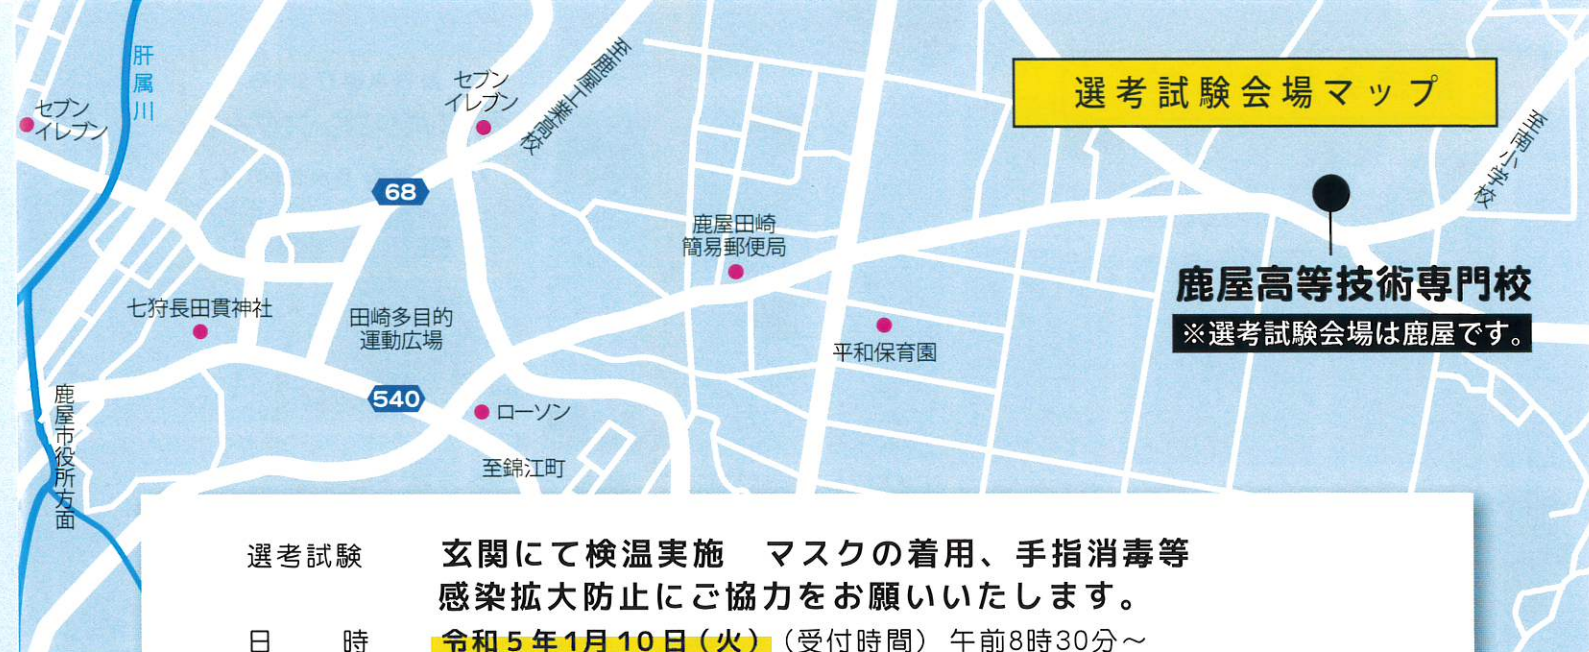 選考試験会場マップ
肝属川
セブン
イレブン
セブン
イレブン
至鹿屋工業高校
至南小学校
68
鹿屋田崎
簡易郵便局
鹿屋高等技術専門校
※選考試験会場は鹿屋です。
七狩長田貫神社
田崎多目的
運動広場
平和保育園
540
ローソン
鹿屋市役所方面
至錦江町
選考試験 玄関にて検温実施 マスクの着用、手指消毒等
感染拡大防止にご協力をお願いいたします。
日 時 令和5年1月10日(火)(受付時間)午前8時30分～